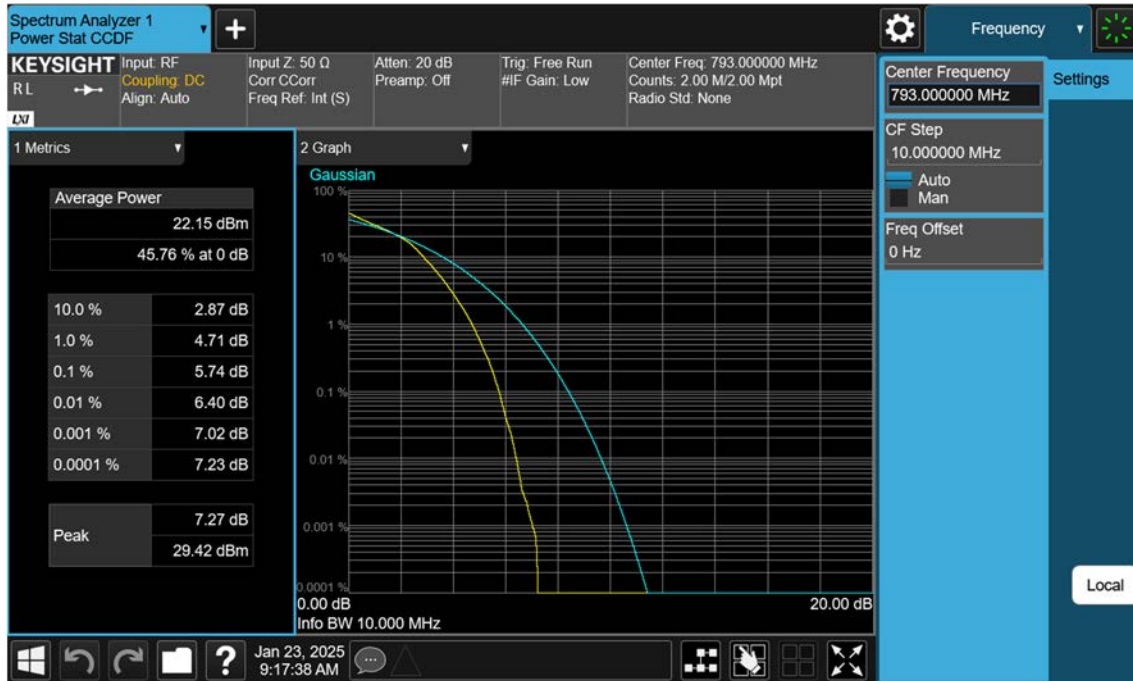 Spectrum Analyzer 1
Power Stat CCDF
Frequency
KEYSIGHT
RL
LXI
Input: RF
Coupling: DC
Align: Auto
Input Z: 50 Ω
Corr CCorr
Freq Ref: Int (S)
Atten: 20 dB
Preamp: Off
Trig: Free Run
#IF Gain: Low
Center Freq: 793.000000 MHz
Counts: 2.00 M/2.00 Mpt
Radio Std: None
Center Frequency
793.000000 MHz
Settings
CF Step
10.000000 MHz
Auto
Man
Freq Offset
0 Hz
1 Metrics
Average Power
22.15 dBm
45.76 % at 0 dB
10.0 % 2.87 dB
1.0 % 4.71 dB
0.1 % 5.74 dB
0.01 % 6.40 dB
0.001 % 7.02 dB
0.0001 % 7.23 dB
Peak
7.27 dB
29.42 dBm
2 Graph
Gaussian
100 %
10 %
1 %
0.1 %
0.01 %
0.001 %
0.0001 %
0.00 dB 20.00 dB
Info BW 10.000 MHz
Local
?
Jan 23, 2025
9:17:38 AM